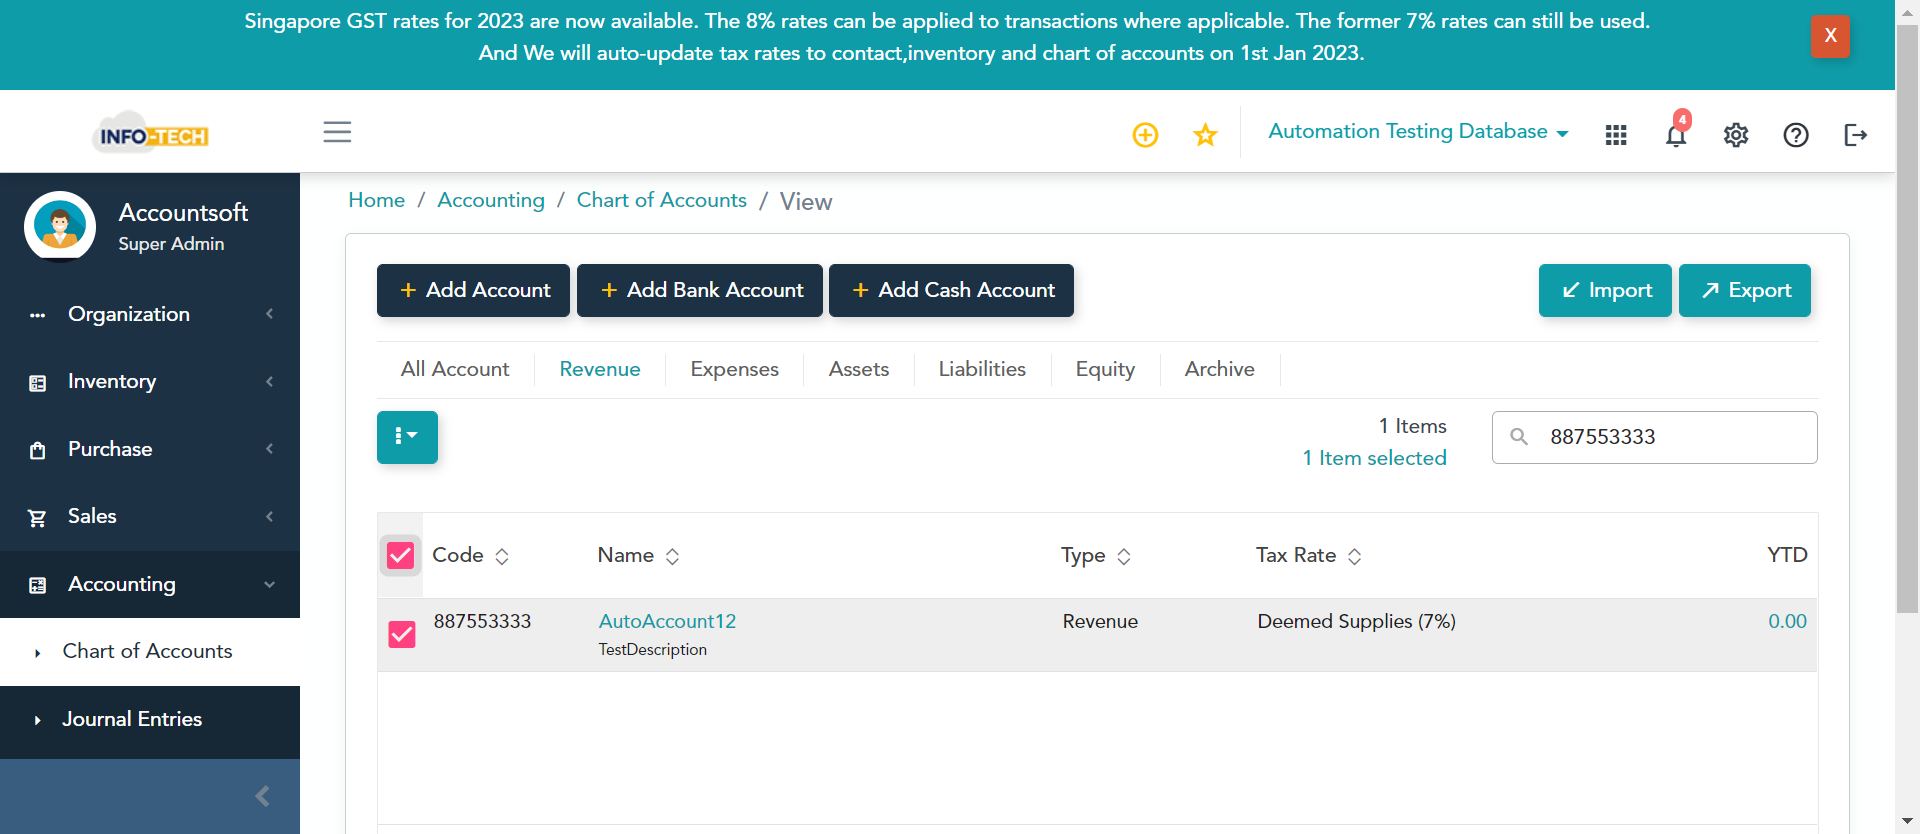 Singapore GST rates for 2023 are now available. The 8% rates can be applied to transactions where applicable. The former 7% rates can still be used.
And We will auto-update tax rates to contact,inventory and chart of accounts on 1st Jan 2023.
X
INFO-TECH
Automation Testing Database
4
Accountsoft
Super Admin
Organization
Inventory
Purchase
Sales
Accounting
Chart of Accounts
Journal Entries
Home / Accounting / Chart of Accounts / View
+ Add Account
+ Add Bank Account
+ Add Cash Account
Import
Export
All Account
Revenue
Expenses
Assets
Liabilities
Equity
Archive
1 Items
1 Item selected
887553333
Code
Name
Type
Tax Rate
YTD
887553333
AutoAccount12
TestDescription
Revenue
Deemed Supplies (7%)
0.00